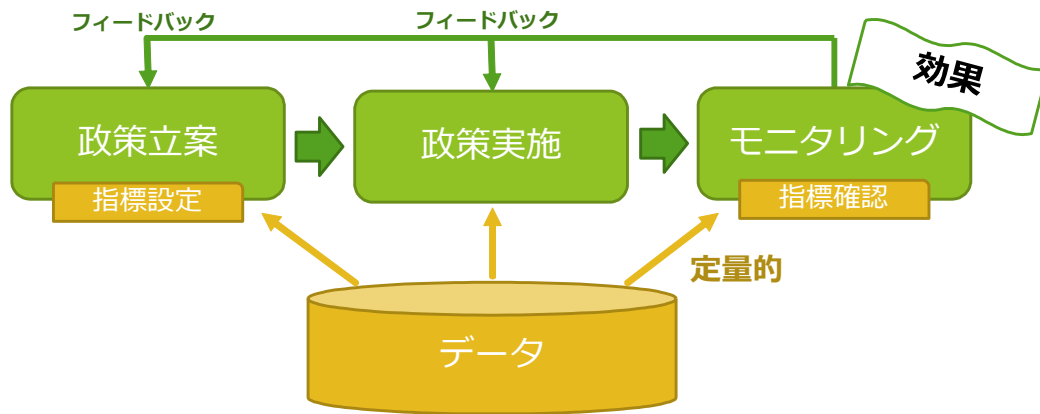 フィードバック
フィードバック
効果
政策立案
政策実施
モニタリング
指標設定
指標確認
定量的
データ